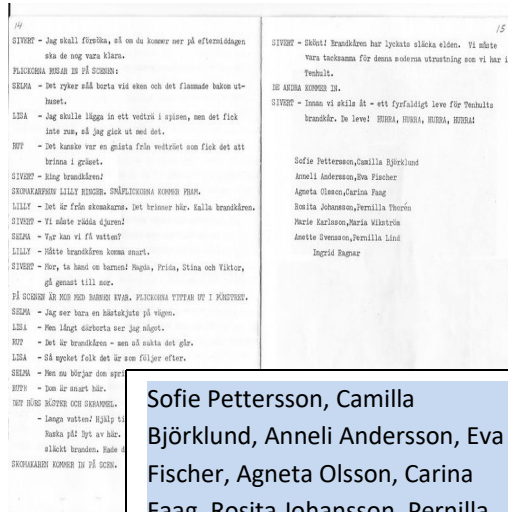 14
SIVERT - Jag skall försöka, så om du kommer ner på eftermiddagen
ska de nog vara klara.
FLICKORNA RUSAR IN PÅ SCENEN:
SELMA - Det ryker såå borta vid eken och det flammade bakom ut-
huset.
LISA - Jag skulle lägga in ett vedträ i spisen, men det fick
inte rum, så jag gick ut med det.
RUT - Det kanske var en gnista från vedträet som fick det att
brinna i gräset.
SIVERT - Ring brandkåren!
SKOMAKARFRUN LILLY RINGER. SMÅFLICKORNA KOMMER FRAM.
LILLY - Det är från skomakarns. Det brinner här. Kalla brandkåren.
SIVERT - Vi måste rädda djuren!
SELMA - Var kan vi få vatten?
LILLY - Måtte brandkåren komma snart.
SIVERT - Mor, ta hand om barnen! Magda, Frida, Stina och Viktor,
gå genast till mor.
PÅ SCENEN ÄR MOR MED BARNEN KVAR. FLICKORNA TITTAR UT I FÖNSTRET.
SELMA - Jag ser bara en hästskjuts på vägen.
LISA - Men långt därborta ser jag något.
RUT - Det är brandkåren - men så sakta det går.
LISA - Så mycket folk det är som följer efter.
SELMA - Men nu börjar dom spri
RUTH - Dom är snart här.
DET HÖRS RÖSTER OCH SKRAMMEL.
- Langa vatten! Hjälp ti
Raska på! Byt av här.
släckt branden. Hade d
SKOMAKAREN KOMMER IN PÅ SCEN.
15
SIVERT - Skönt! Brandkåren har lyckats släcka elden. Vi måste
vara tacksamma för denna moderna utrustning som vi har i
Tenhult.
DE ANDRA KOMMER IN.
SIVERT - Innan vi skils åt - ett fyrfaldigt leve för Tenhults
brandkår. De leve! HURRA, HURRA, HURRA, HURRA!
Sofie Pettersson,Camilla Björklund
Anneli Andersson,Eva Fischer
Agneta Olsson,Carina Faag
Rosita Johansson,Pernilla Thorén
Marie Karlsson,Maria Wikström
Anette Svensson,Pernilla Lind
Ingrid Ragnar
Sofie Pettersson, Camilla
Björklund, Anneli Andersson, Eva
Fischer, Agneta Olsson, Carina
Faag, Rosita Johansson, Pernilla